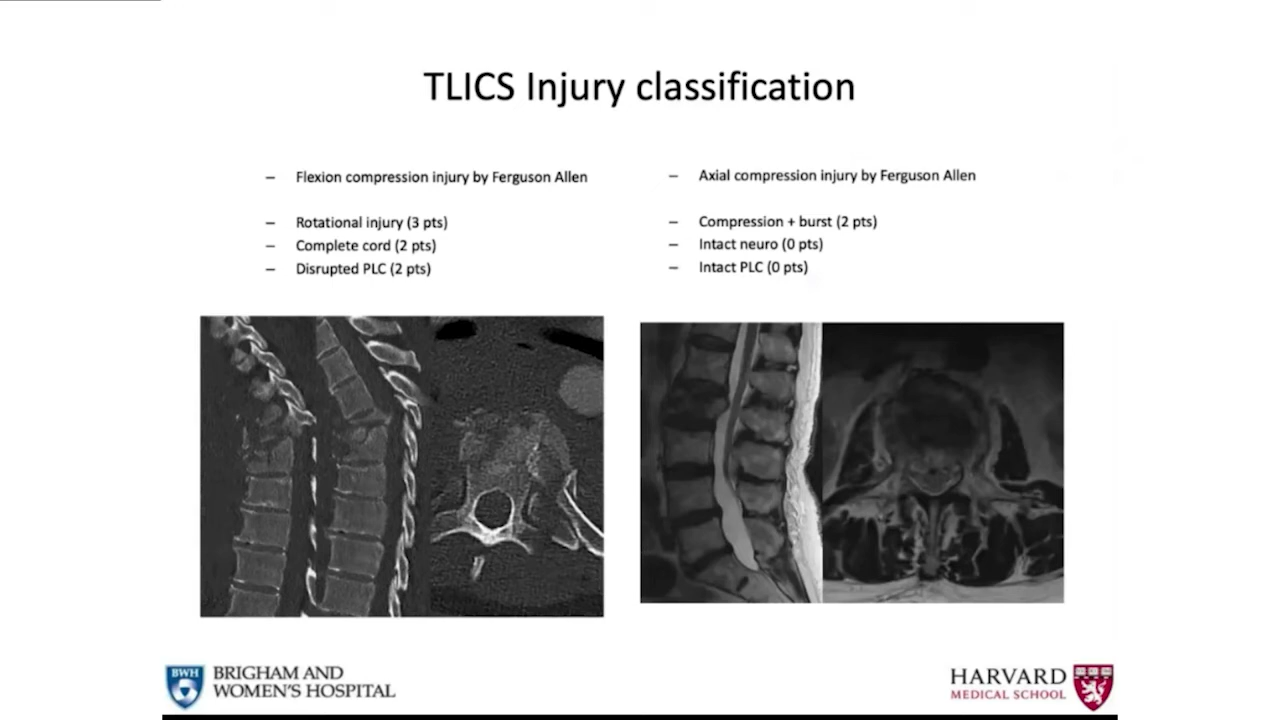 TLICS Injury classification
– Flexion compression injury by Ferguson Allen
– Rotational injury (3 pts)
– Complete cord (2 pts)
– Disrupted PLC (2 pts)
– Axial compression injury by Ferguson Allen
– Compression + burst (2 pts)
– Intact neuro (0 pts)
– Intact PLC (0 pts)
BWH
BRIGHAM AND
WOMEN'S HOSPITAL
HARVARD
MEDICAL SCHOOL